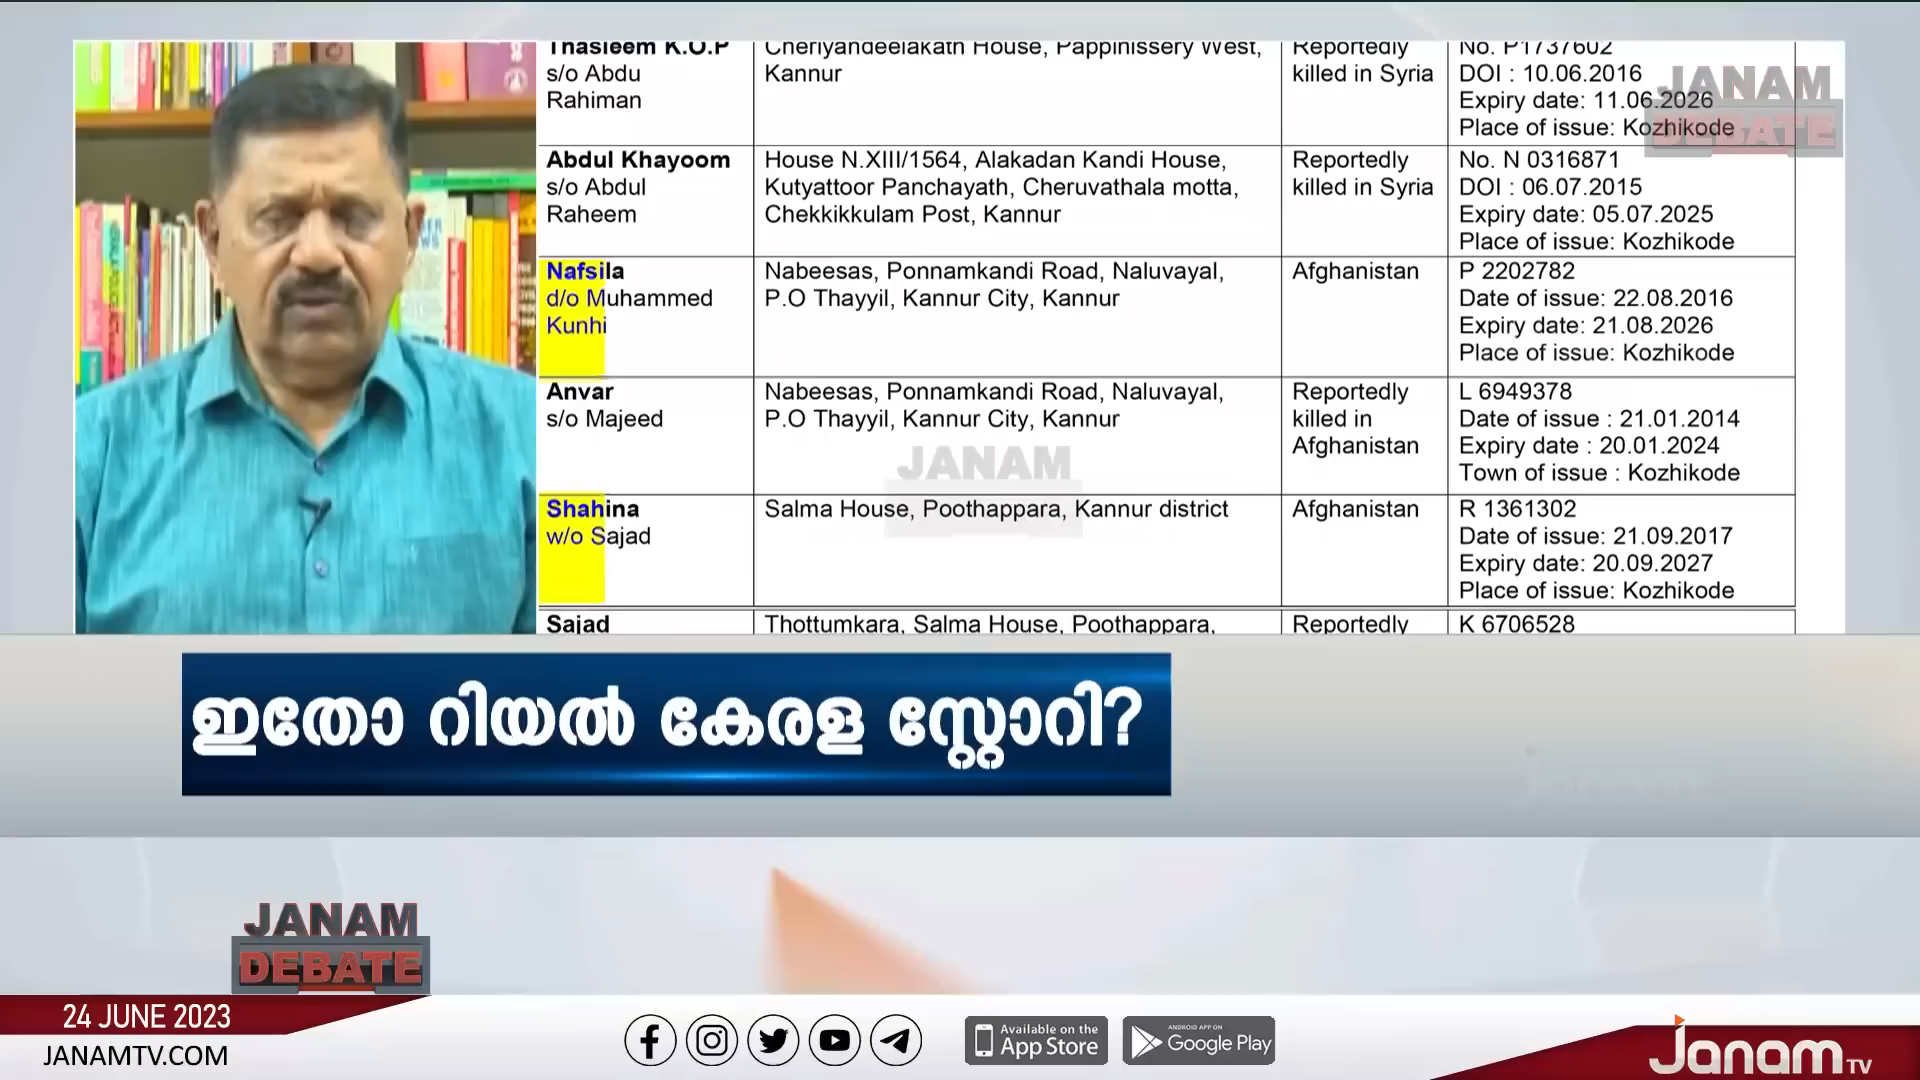 Thasleem K.O.P
s/o Abdu
Rahiman
Cheriyandeelakath House, Pappinissery West,
Kannur
Reportedly
killed in Syria
No. P1737602
DOI : 10.06.2016
Expiry date: 11.06.2026
Place of issue: Kozhikode
JANAM
DEBATE
Abdul Khayoom
s/o Abdul
Raheem
House N.XIII/1564, Alakadan Kandi House,
Kutyattoor Panchayath, Cheruvathala motta,
Chekkikkulam Post, Kannur
Reportedly
killed in Syria
No. N 0316871
DOI : 06.07.2015
Expiry date: 05.07.2025
Place of issue: Kozhikode
Nafsila
d/o Muhammed
Kunhi
Nabeesas, Ponnamkandi Road, Naluvayal,
P.O Thayyil, Kannur City, Kannur
Afghanistan
P 2202782
Date of issue: 22.08.2016
Expiry date: 21.08.2026
Place of issue: Kozhikode
Anvar
s/o Majeed
Nabeesas, Ponnamkandi Road, Naluvayal,
P.O Thayyil, Kannur City, Kannur
Reportedly
killed in
Afghanistan
L 6949378
Date of issue : 21.01.2014
Expiry date : 20.01.2024
Town of issue : Kozhikode
JANAM
Shahina
w/o Sajad
Salma House, Poothappara, Kannur district
Afghanistan
R 1361302
Date of issue: 21.09.2017
Expiry date: 20.09.2027
Place of issue: Kozhikode
Sajad
Thottumkara, Salma House, Poothappara,
Reportedly
K 6706528
ഇതോ റിയൽ കേരള സ്റ്റോറി?
JANAM
DEBATE
24 JUNE 2023
JANAMTV.COM
Available on the
App Store
ANDROID APP ON
Google Play
Janam TV